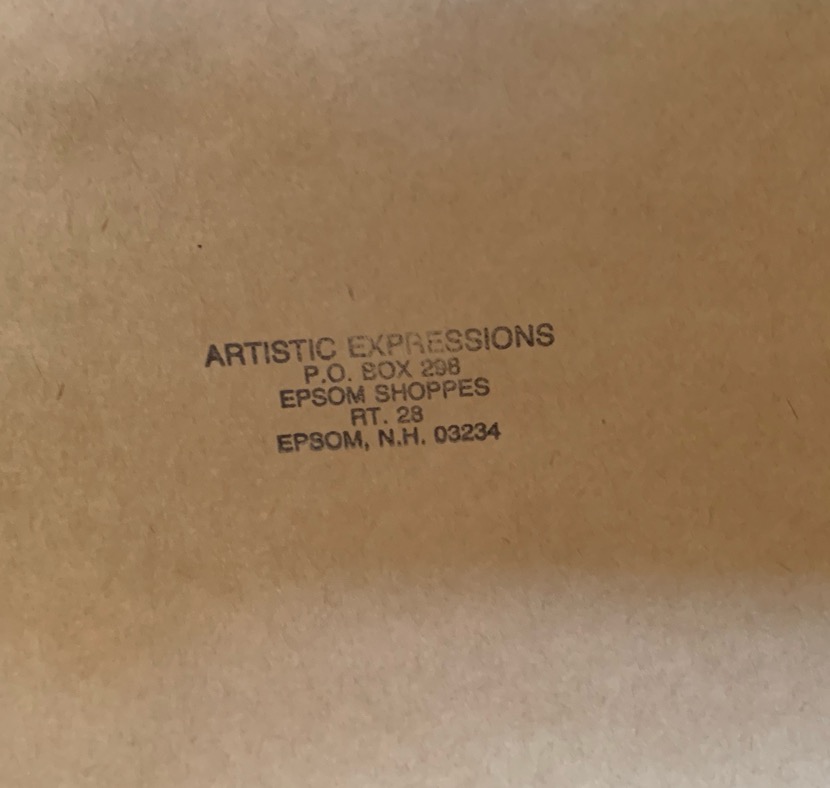 ARTISTIC EXPRESSIONS
P.O. BOX 298
EPSOM SHOPPES
RT. 28
EPSOM, N.H. 03234